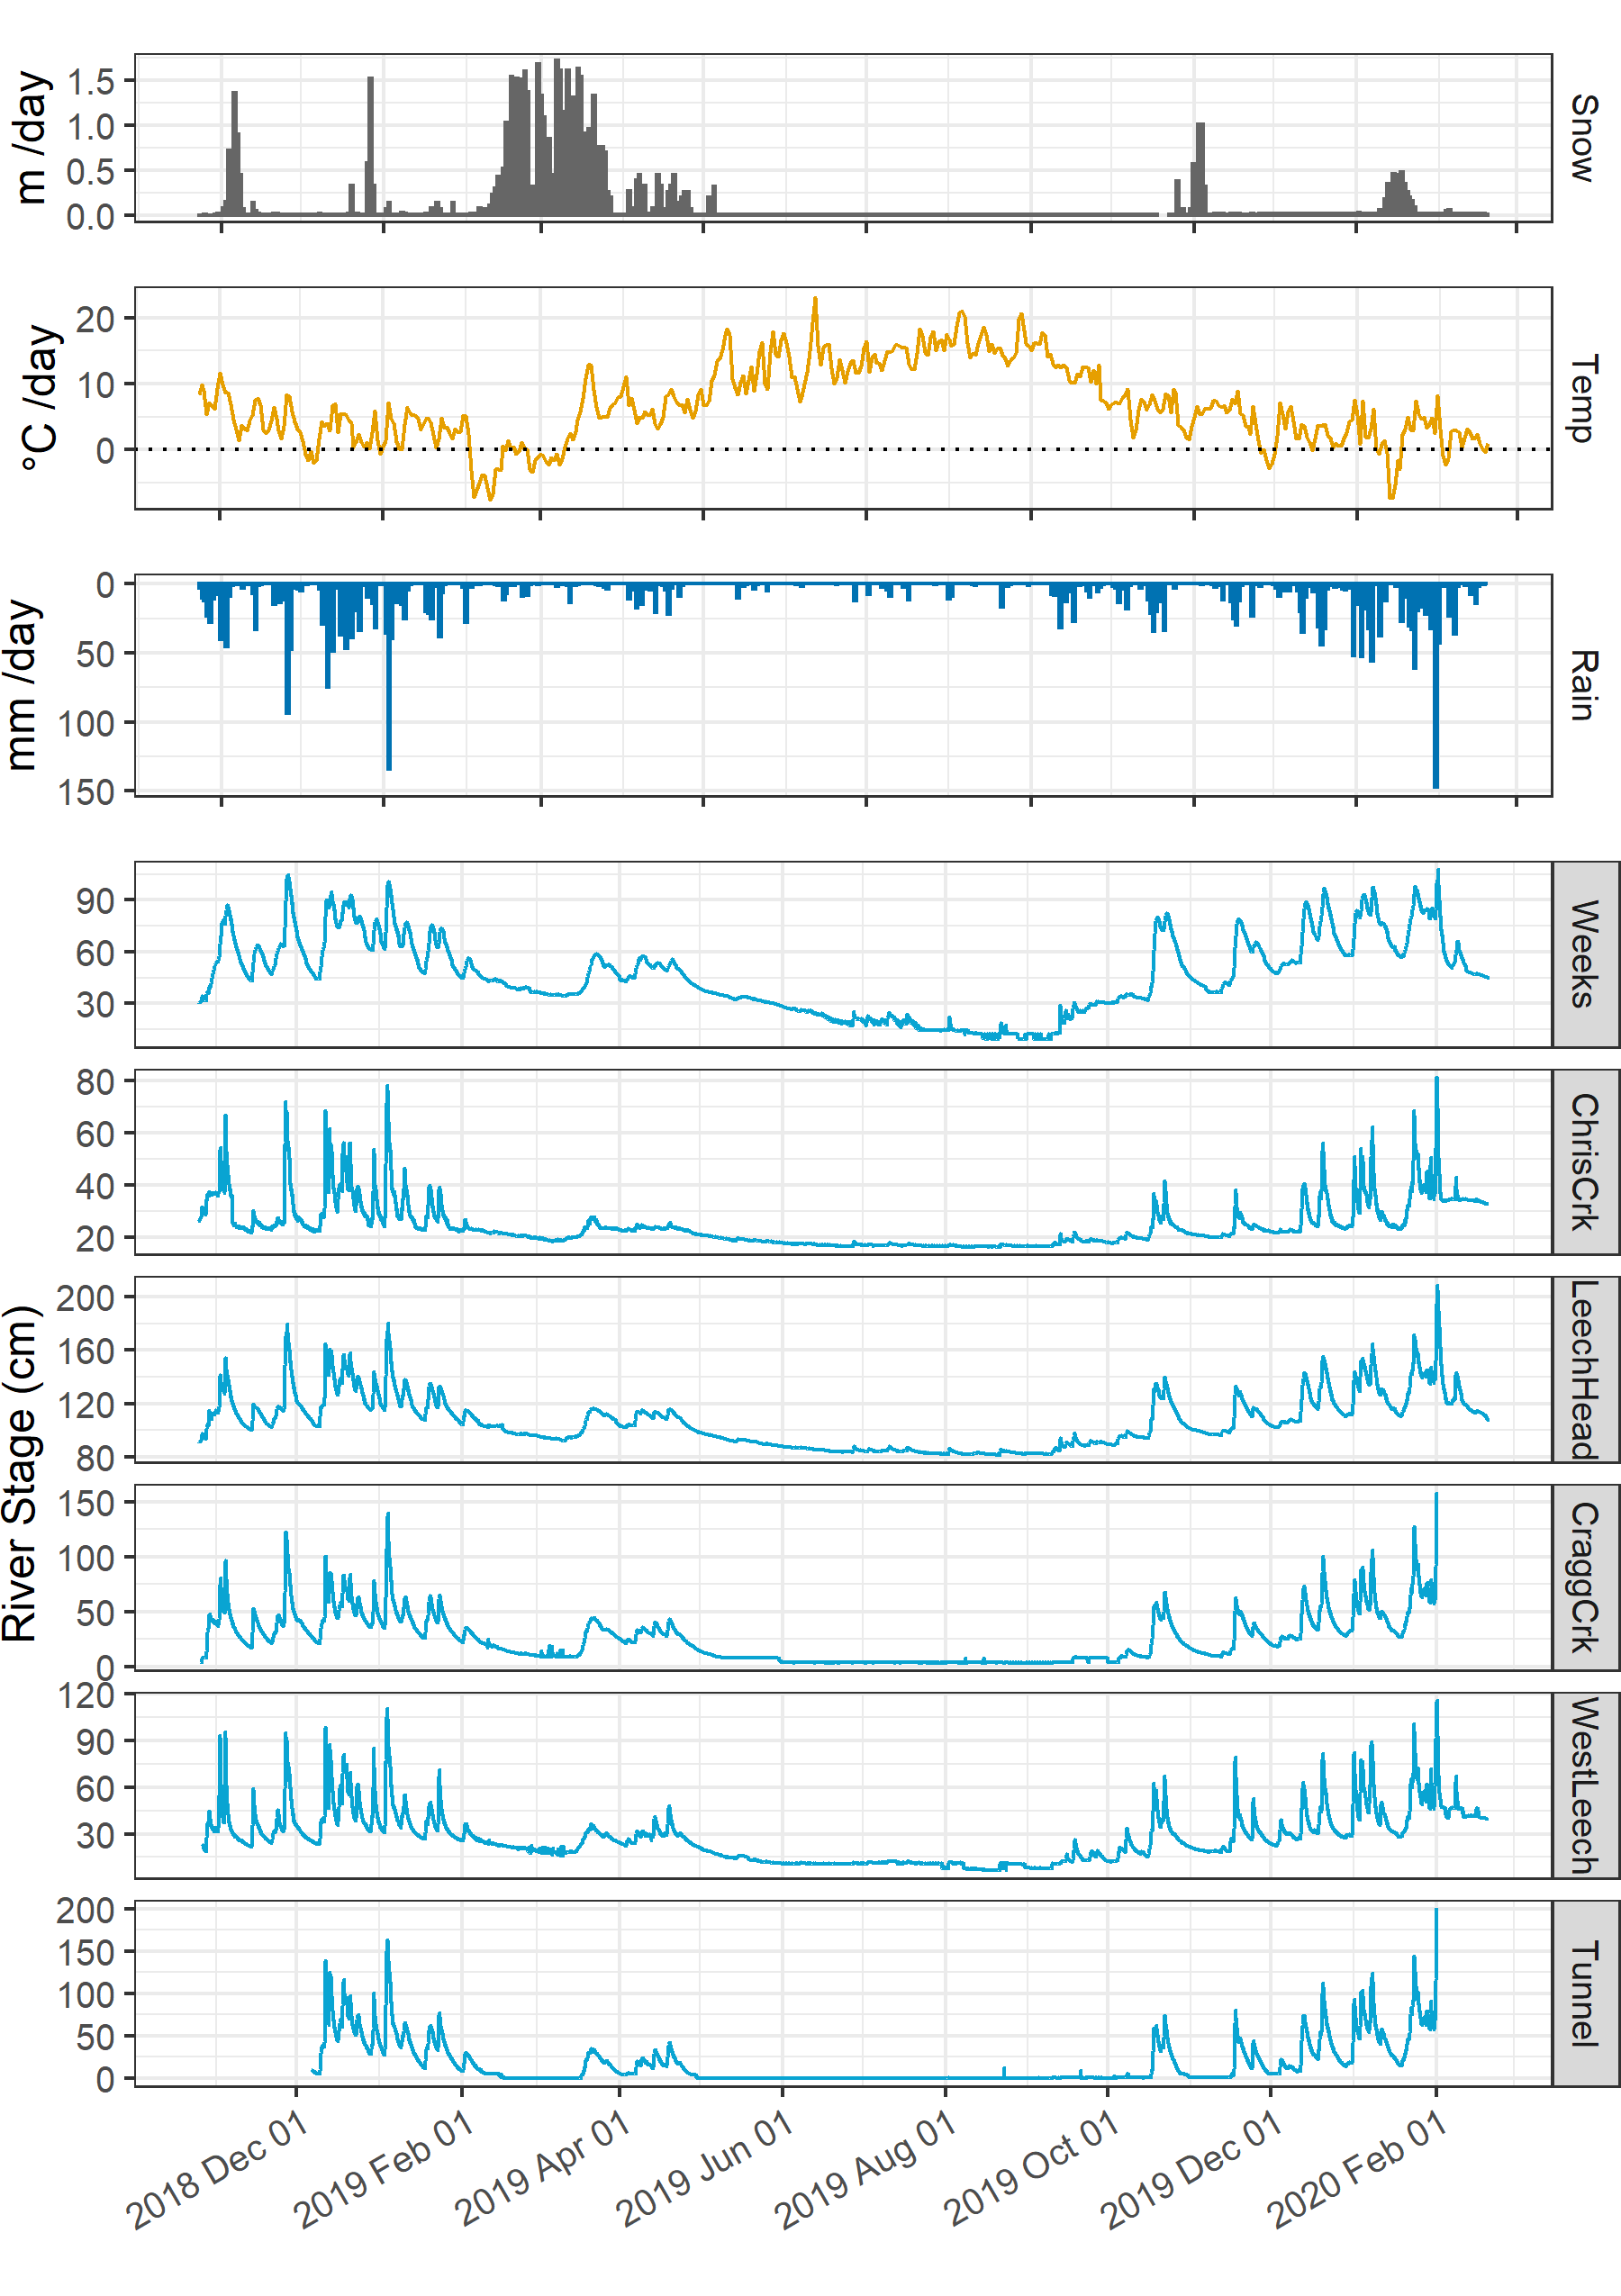 m /day
1.5
1.0
0.5
0.0
Snow
°C /day
20
10
0
Temp
mm /day
0
50
100
150
Rain
River Stage (cm)
90
60
30
Weeks
80
60
40
20
ChrisCrk
200
160
120
80
LeechHead
150
100
50
0
CraggCrk
120
90
60
30
WestLeech
200
150
100
50
0
Tunnel
2018 Dec 01
2019 Feb 01
2019 Apr 01
2019 Jun 01
2019 Aug 01
2019 Oct 01
2019 Dec 01
2020 Feb 01